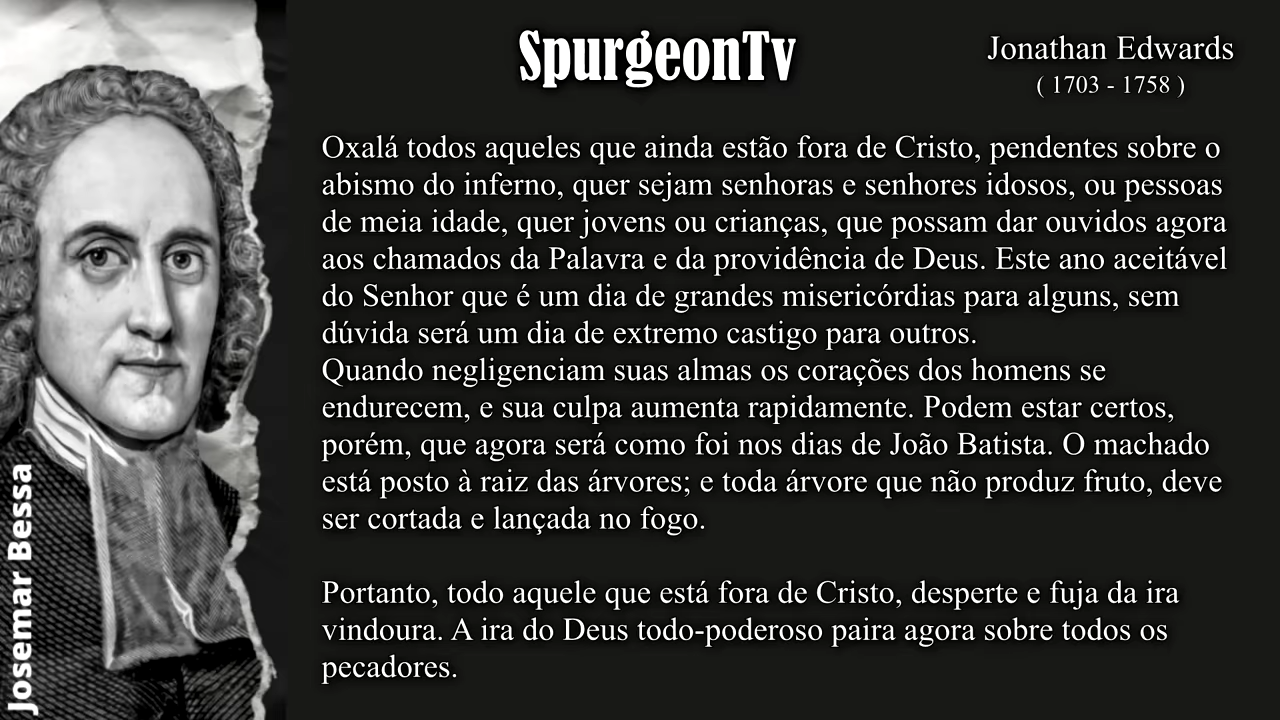 SpurgeonTv
Jonathan Edwards
( 1703 - 1758 )
Oxalá todos aqueles que ainda estão fora de Cristo, pendentes sobre o
abismo do inferno, quer sejam senhoras e senhores idosos, ou pessoas
de meia idade, quer jovens ou crianças, que possam dar ouvidos agora
aos chamados da Palavra e da providência de Deus. Este ano aceitável
do Senhor que é um dia de grandes misericórdias para alguns, sem
dúvida será um dia de extremo castigo para outros.
Quando negligenciam suas almas os corações dos homens se
endurecem, e sua culpa aumenta rapidamente. Podem estar certos,
porém, que agora será como foi nos dias de João Batista. O machado
está posto à raiz das árvores; e toda árvore que não produz fruto, deve
ser cortada e lançada no fogo.
Portanto, todo aquele que está fora de Cristo, desperte e fuja da ira
vindoura. A ira do Deus todo-poderoso paira agora sobre todos os
pecadores.
Josemar Bessa